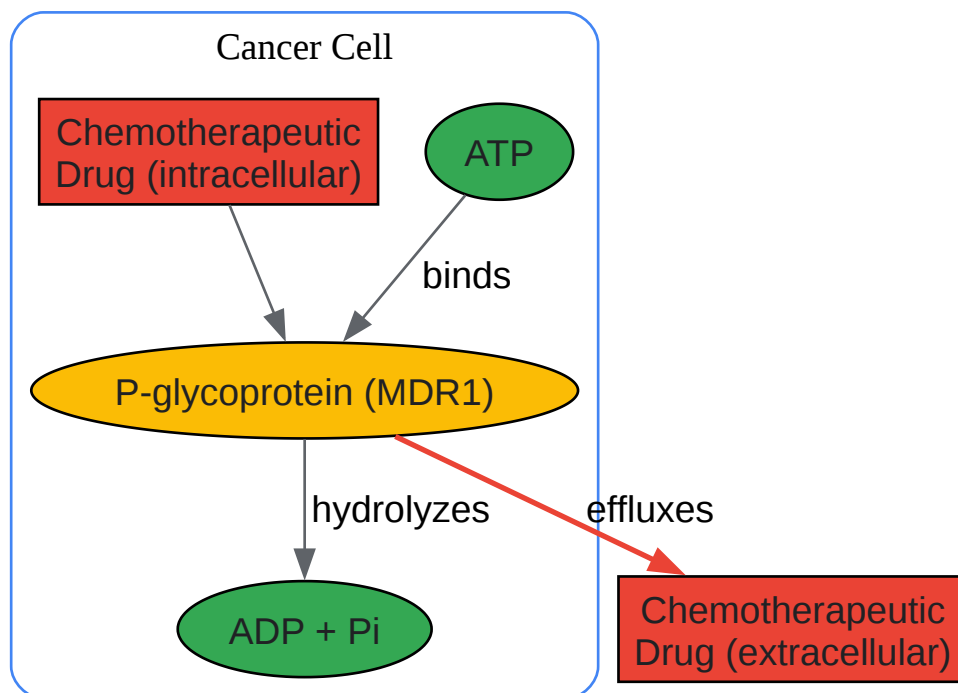 Cancer Cell
Chemotherapeutic
Drug (intracellular)
ATP
binds
P-glycoprotein (MDR1)
hydrolyzes
effluxes
ADP + Pi
Chemotherapeutic
Drug (extracellular)